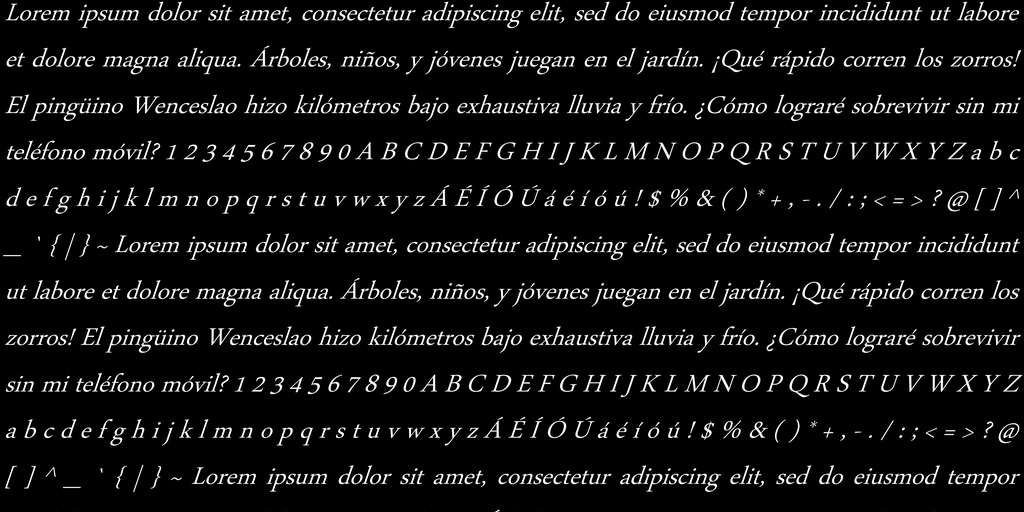 Lorem ipsum dolor sit amet, consectetur adipiscing elit, sed do eiusmod tempor incididunt ut labore
et dolore magna aliqua. Árboles, niños, y jóvenes juegan en el jardín. ¡Qué rápido corren los zorros!
El pingüino Wenceslao hizo kilómetros bajo exhaustiva lluvia y frío. ¿Cómo lograré sobrevivir sin mi
teléfono móvil? 1 2 3 4 5 6 7 8 9 0 A B C D E F G H I J K L M N O P Q R S T U V W X Y Z a b c
d e f g h i j k l m n o p q r s t u v w x y z Á É Í Ó Ú á é í ó ú ! $ % & ( ) * + , - . / : ; < = > ? @ [ ] ^
_ ` { | } ~ Lorem ipsum dolor sit amet, consectetur adipiscing elit, sed do eiusmod tempor incididunt
ut labore et dolore magna aliqua. Árboles, niños, y jóvenes juegan en el jardín. ¡Qué rápido corren los
zorros! El pingüino Wenceslao hizo kilómetros bajo exhaustiva lluvia y frío. ¿Cómo lograré sobrevivir
sin mi teléfono móvil? 1 2 3 4 5 6 7 8 9 0 A B C D E F G H I J K L M N O P Q R S T U V W X Y Z
a b c d e f g h i j k l m n o p q r s t u v w x y z Á É Í Ó Ú á é í ó ú ! $ % & ( ) * + , - . / : ; < = > ? @
[ ] ^ _ ` { | } ~ Lorem ipsum dolor sit amet, consectetur adipiscing elit, sed do eiusmod tempor